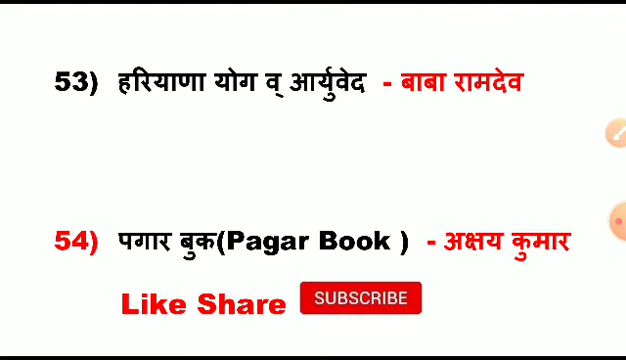 53) हरियाणा योग व् आर्युवेद - बाबा रामदेव
54) पगार बुक(Pagar Book ) - अक्षय कुमार
Like Share SUBSCRIBE